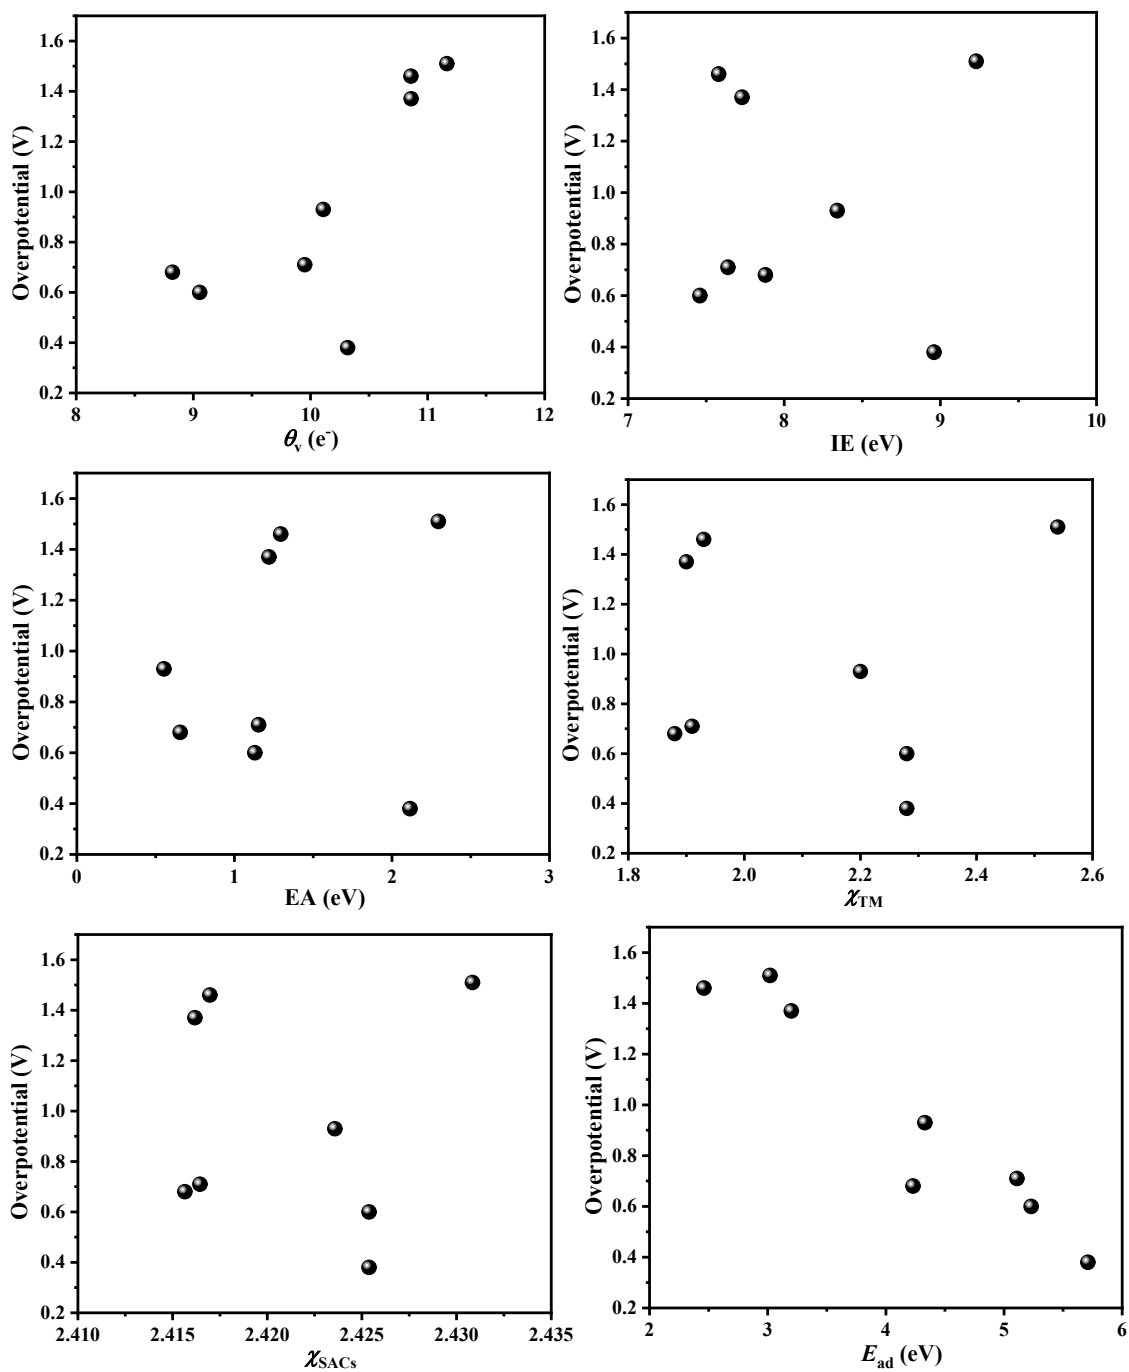 1.6
1.4
1.2
1.0
0.8
0.6
0.4
0.2
Overpotential (V)
8 9 10 11 12
θv (e-)
1.6
1.4
1.2
1.0
0.8
0.6
0.4
0.2
Overpotential (V)
7 8 9 10
IE (eV)
1.6
1.4
1.2
1.0
0.8
0.6
0.4
0.2
Overpotential (V)
0 1 2 3
EA (eV)
1.6
1.4
1.2
1.0
0.8
0.6
0.4
0.2
Overpotential (V)
1.8 2.0 2.2 2.4 2.6
χTM
1.6
1.4
1.2
1.0
0.8
0.6
0.4
0.2
Overpotential (V)
2.410 2.415 2.420 2.425 2.430 2.435
χSACs
1.6
1.4
1.2
1.0
0.8
0.6
0.4
0.2
Overpotential (V)
2 3 4 5 6
Ead (eV)